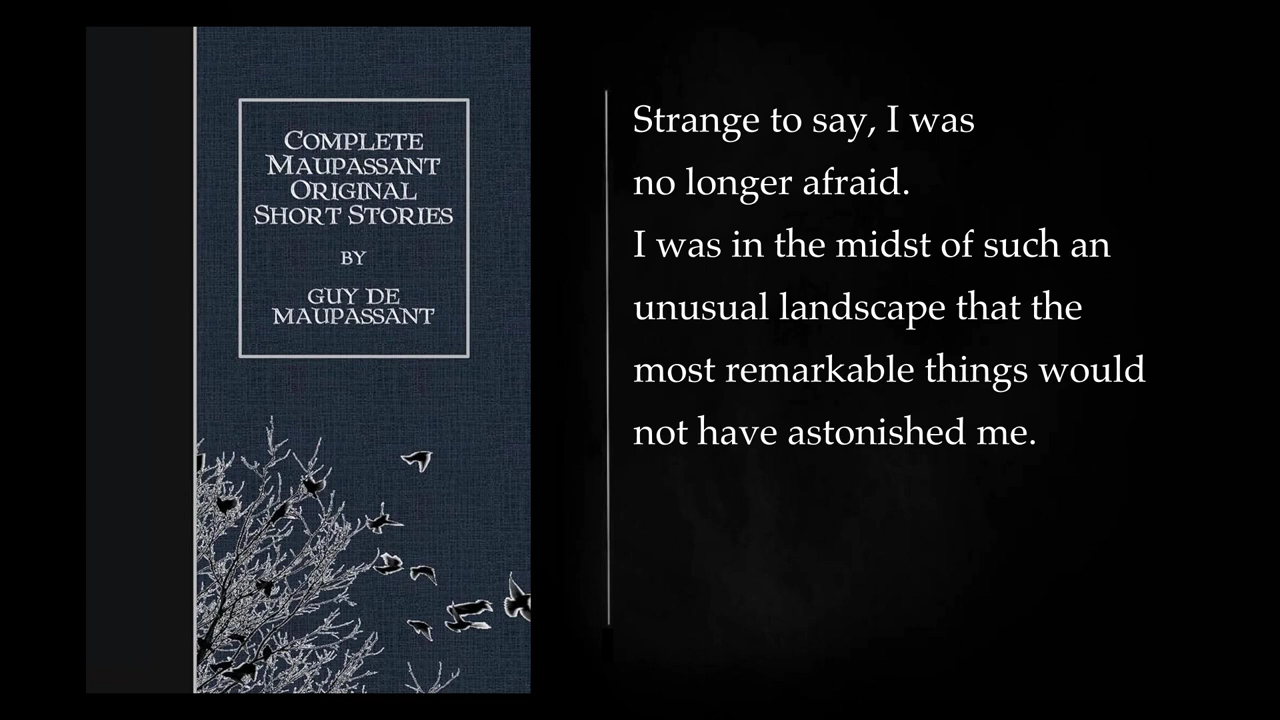 COMPLETE
MAUPASSANT
ORIGINAL
SHORT STORIES
BY
GUY DE
MAUPASSANT
Strange to say, I was
no longer afraid.
I was in the midst of such an
unusual landscape that the
most remarkable things would
not have astonished me.